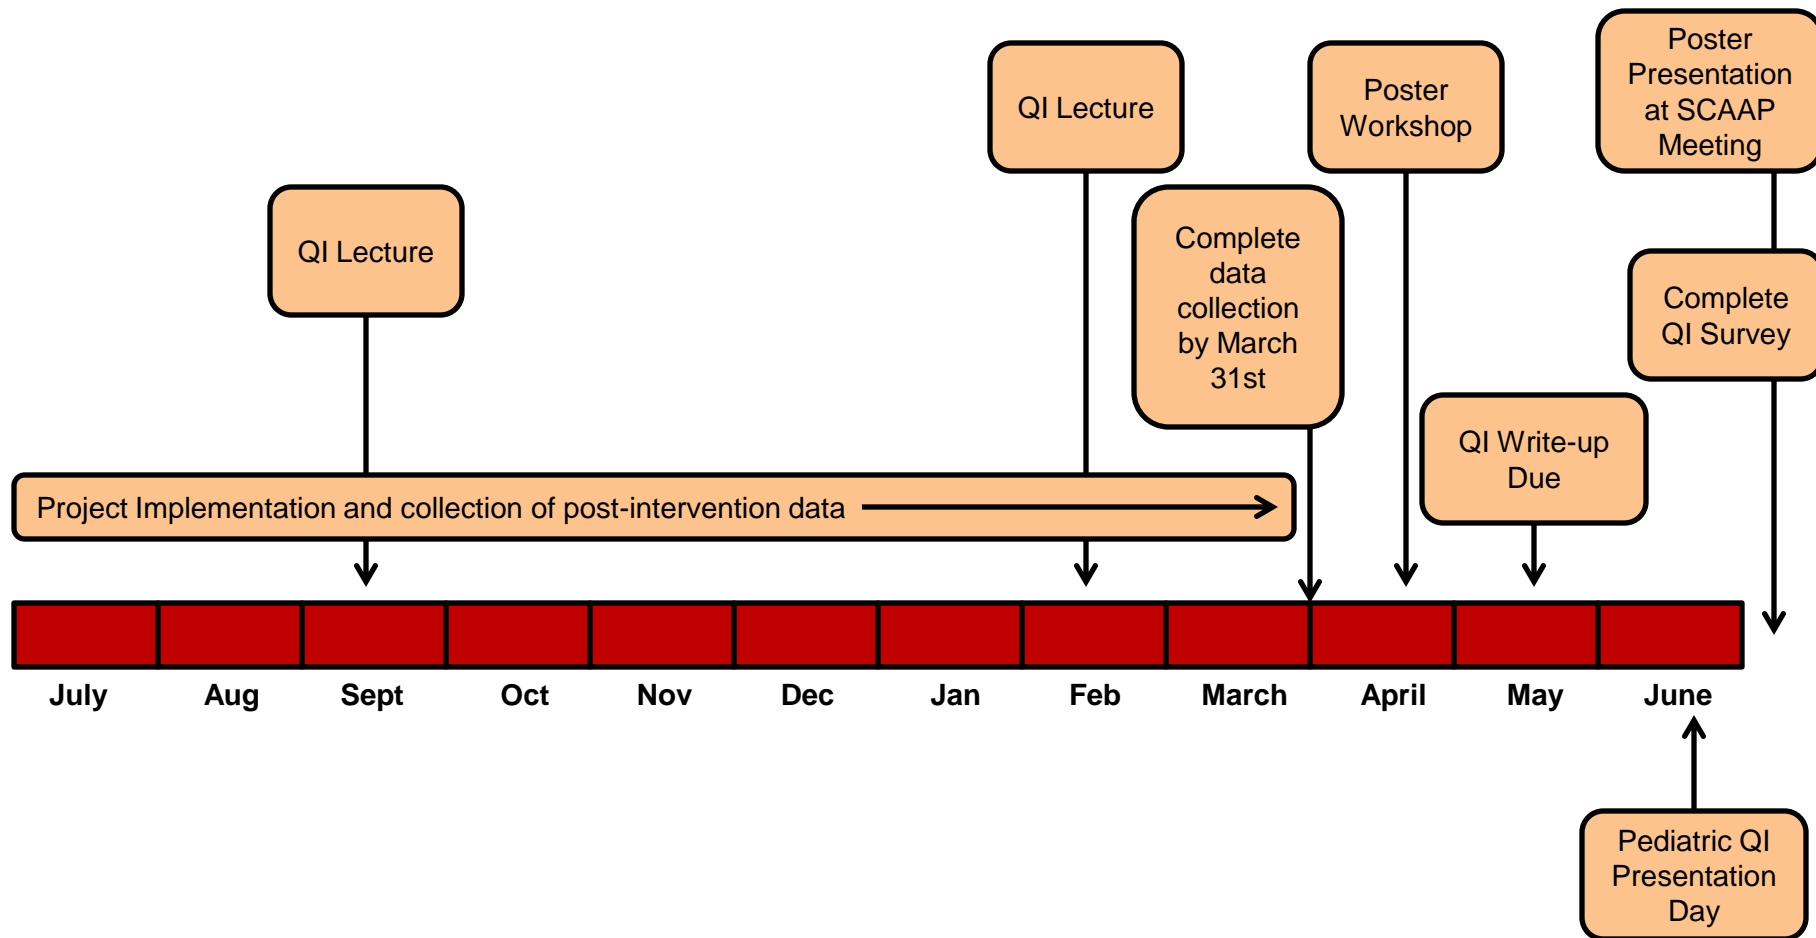 Poster
Presentation
at SCAAP
Meeting
QI Lecture
Poster
Workshop
QI Lecture
Complete
data
collection
by March
31st
Complete
QI Survey
QI Write-up
Due
Project Implementation and collection of post-intervention data
July Aug Sept Oct Nov Dec Jan Feb March April May June
Pediatric QI
Presentation
Day